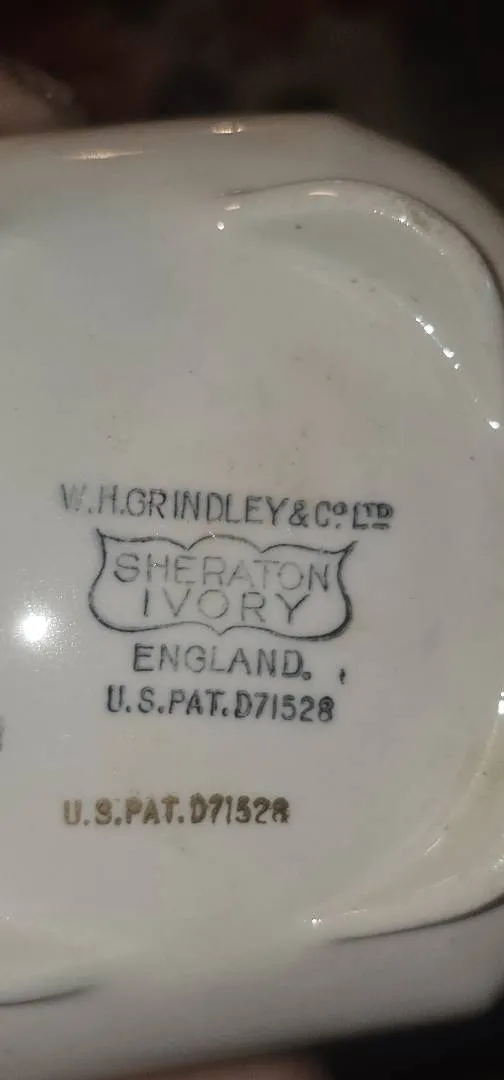 W.H.GRINDLEY&Cº LTD
SHERATON
IVORY
ENGLAND.
U.S.PAT.D71528
U.S.PAT.D71528